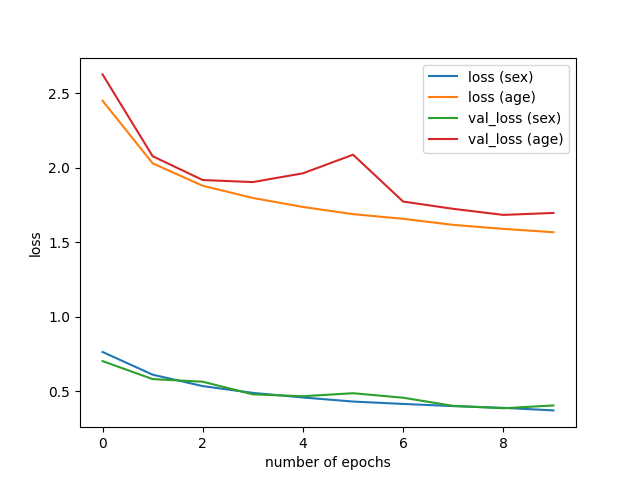 loss (sex)
loss (age)
val_loss (sex)
val_loss (age)
2.5
2.0
1.5
1.0
0.5
loss
0 2 4 6 8
number of epochs